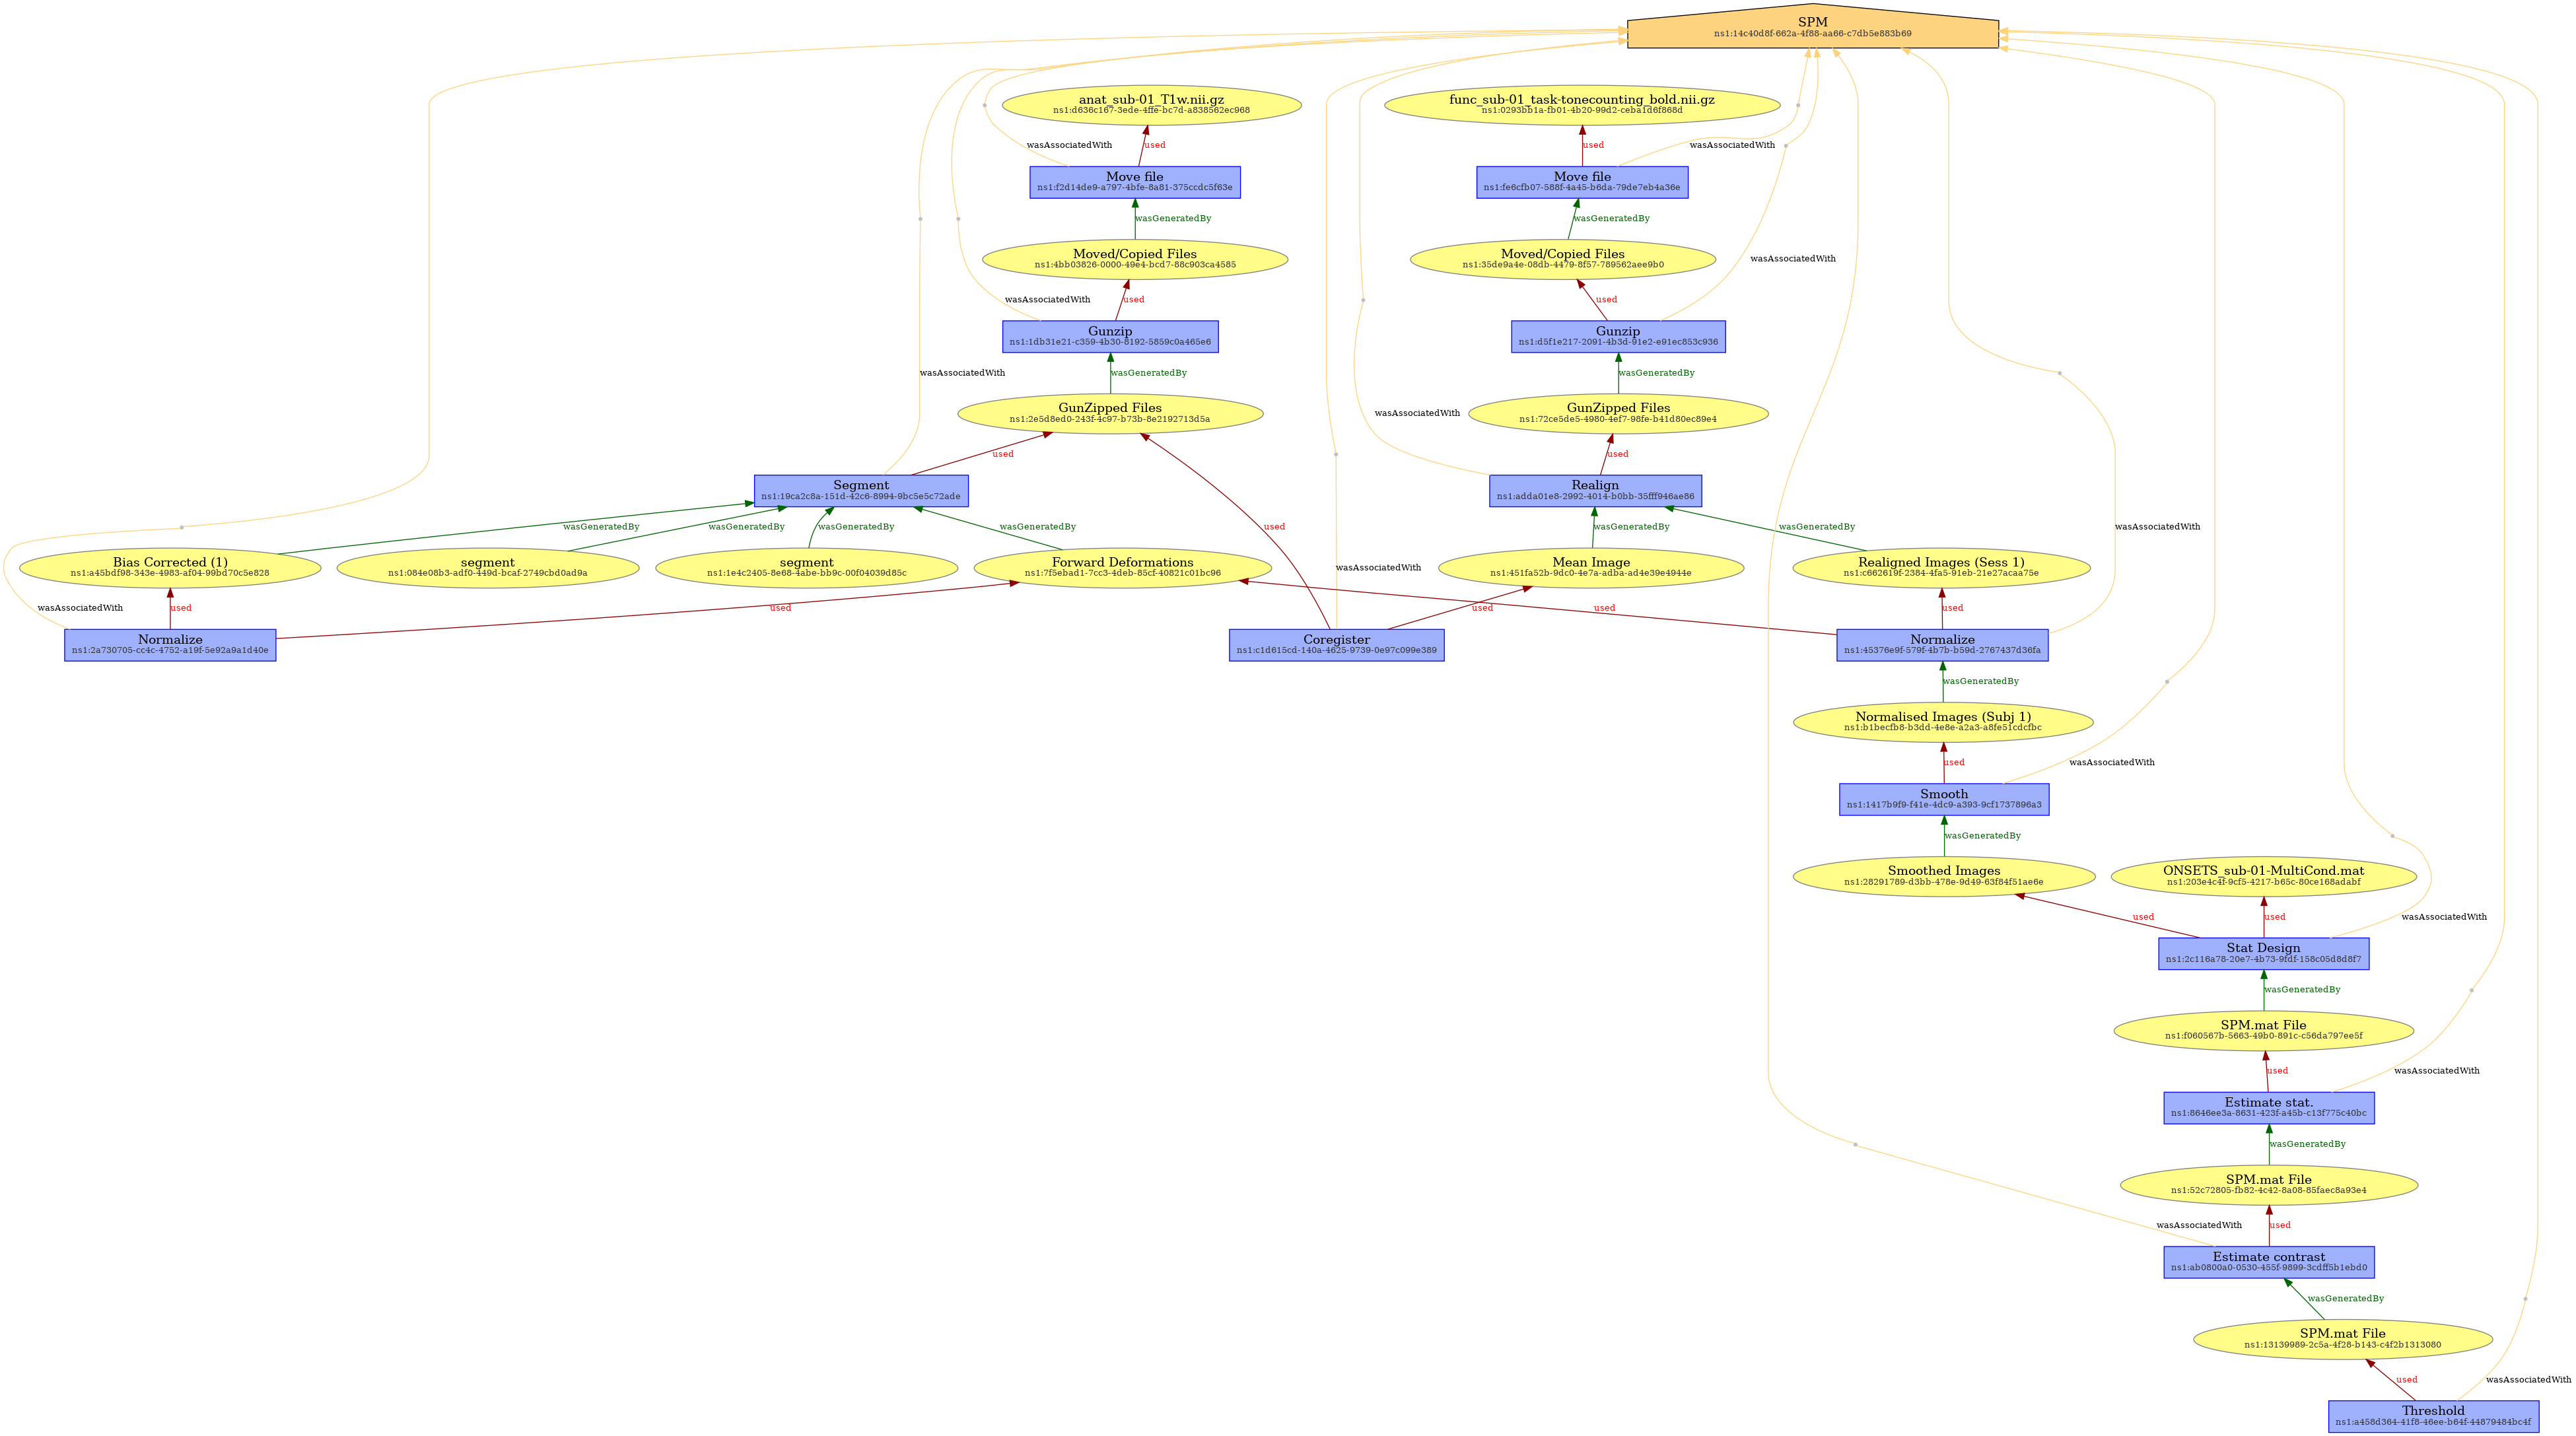 SPM
ns1:14c40d8f-662a-4f88-aa66-c7db5e883b69
anat_sub-01_T1w.nii.gz
ns1:d636c167-3ede-4ffe-bc7d-a838562ec968
func_sub-01_task-tonecounting_bold.nii.gz
ns1:0293bb1a-fb01-4b20-99d2-ceba1d6f868d
wasAssociatedWith
used
used
wasAssociatedWith
Move file
ns1:f2d14de9-a797-4bfe-8a81-375ccdc5f63e
Move file
ns1:fe6cfb07-588f-4a45-b6da-79de7eb4a36e
wasGeneratedBy
wasGeneratedBy
Moved/Copied Files
ns1:4bb03826-0000-49e4-bcd7-88c903ca4585
Moved/Copied Files
ns1:35de9a4e-08db-4479-8f57-789562aee9b0
wasAssociatedWith
wasAssociatedWith
used
used
Gunzip
ns1:1db31e21-c359-4b30-8192-5859c0a465e6
Gunzip
ns1:d5f1e217-2091-4b3d-91e2-e91ec853c936
wasAssociatedWith
wasGeneratedBy
wasGeneratedBy
GunZipped Files
ns1:2e5d8ed0-243f-4c97-b73b-8e2192713d5a
wasAssociatedWith
GunZipped Files
ns1:72ce5de5-4980-4ef7-98fe-b41d80ec89e4
used
used
Segment
ns1:19ca2c8a-151d-42c6-8994-9bc5e5c72ade
Realign
ns1:adda01e8-2992-4014-b0bb-35fff946ae86
wasGeneratedBy
wasGeneratedBy
wasGeneratedBy
wasGeneratedBy
used
wasGeneratedBy
wasGeneratedBy
wasAssociatedWith
Bias Corrected (1)
ns1:a45bdf98-343e-4983-af04-99bd70c5e828
segment
ns1:084e08b3-adf0-449d-bcaf-2749cbd0ad9a
segment
ns1:1e4c2405-8e68-4abe-bb9c-00f04039d85c
Forward Deformations
ns1:7f5ebad1-7cc3-4deb-85cf-40821c01bc96
wasAssociatedWith
Mean Image
ns1:451fa52b-9dc0-4e7a-adba-ad4e39e4944e
Realigned Images (Sess 1)
ns1:c662619f-2384-4fa5-91eb-21e27acaa75e
wasAssociatedWith
used
used
used
used
used
Normalize
ns1:2a730705-cc4c-4752-a19f-5e92a9a1d40e
Coregister
ns1:c1d615cd-140a-4625-9739-0e97c099e389
Normalize
ns1:45376e9f-579f-4b7b-b59d-2767437d36fa
wasGeneratedBy
Normalised Images (Subj 1)
ns1:b1becfb8-b3dd-4e8e-a2a3-a8fe51cdcfbc
used
wasAssociatedWith
Smooth
ns1:1417b9f9-f41e-4dc9-a393-9cf1737896a3
wasGeneratedBy
Smoothed Images
ns1:28291789-d3bb-478e-9d49-63f84f51ae6e
ONSETS_sub-01-MultiCond.mat
ns1:203e4c4f-9cf5-4217-b65c-80ce168adabf
used
used
wasAssociatedWith
Stat Design
ns1:2c116a78-20e7-4b73-9fdf-158c05d8d8f7
wasGeneratedBy
SPM.mat File
ns1:f060567b-5663-49b0-891c-c56da797ee5f
used
wasAssociatedWith
Estimate stat.
ns1:8646ee3a-8631-423f-a45b-c13f775c40bc
wasGeneratedBy
SPM.mat File
ns1:52c72805-fb82-4c42-8a08-85faec8a93e4
wasAssociatedWith
used
Estimate contrast
ns1:ab0800a0-0530-455f-9899-3cdff5b1ebd0
wasGeneratedBy
SPM.mat File
ns1:13139989-2c5a-4f28-b143-c4f2b1313080
used
wasAssociatedWith
Threshold
ns1:a458d364-41f8-46ee-b64f-44879484bc4f